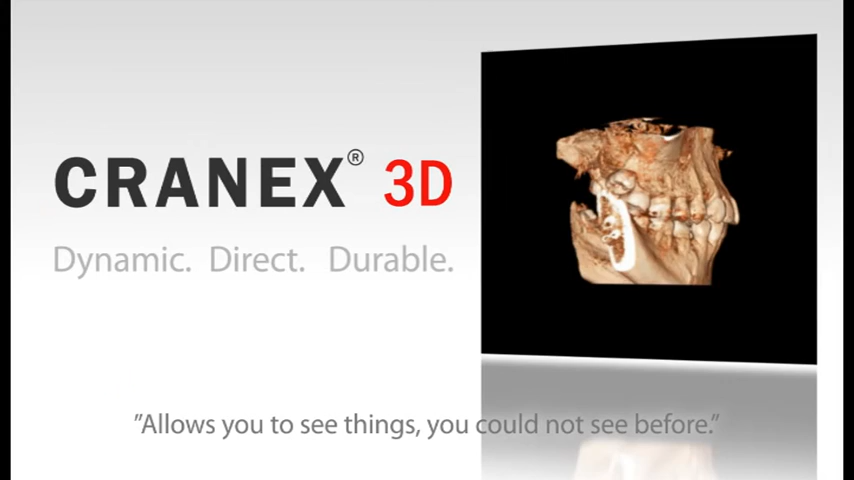 CRANEX® 3D
Dynamic. Direct. Durable.
”Allows you to see things, you could not see before.”